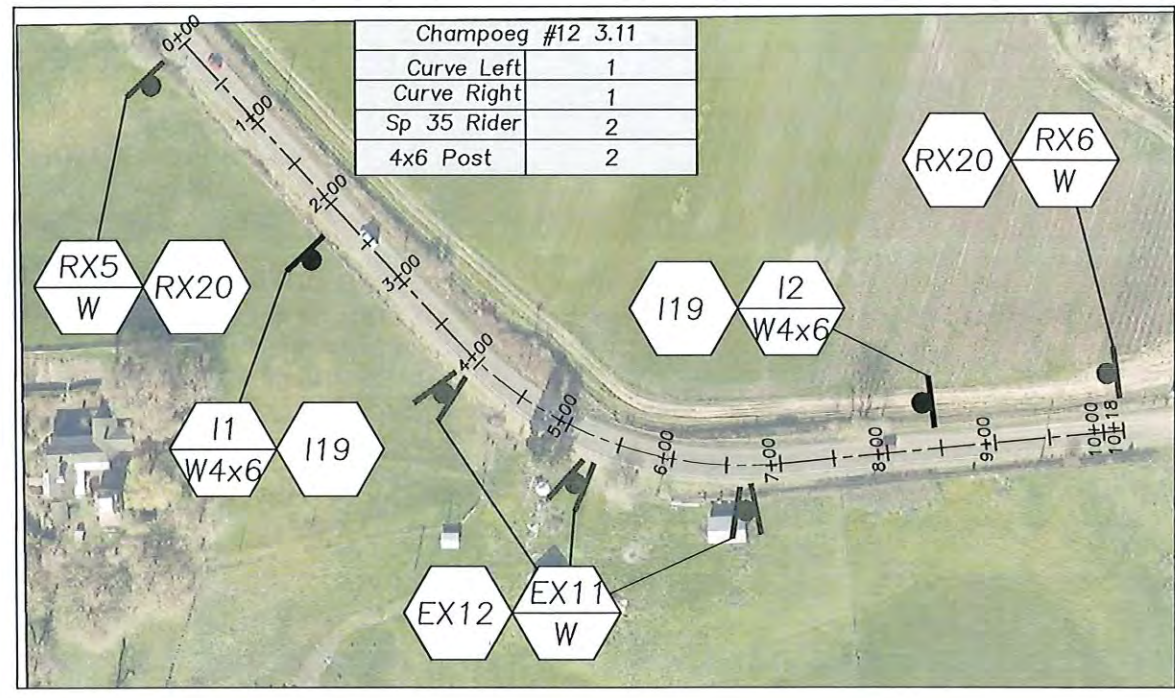 0+00
Champoeg #12 3.11
Curve Left 1
Curve Right 1
Sp 35 Rider 2
4x6 Post 2
1+00
2+00
3+00
4+00
5+00
6+00
7+00
8+00
9+00
10+00
10+18
RX20
RX6
W
RX5
W
RX20
I19
I2
W4x6
I1
W4x6
I19
EX12
EX11
W